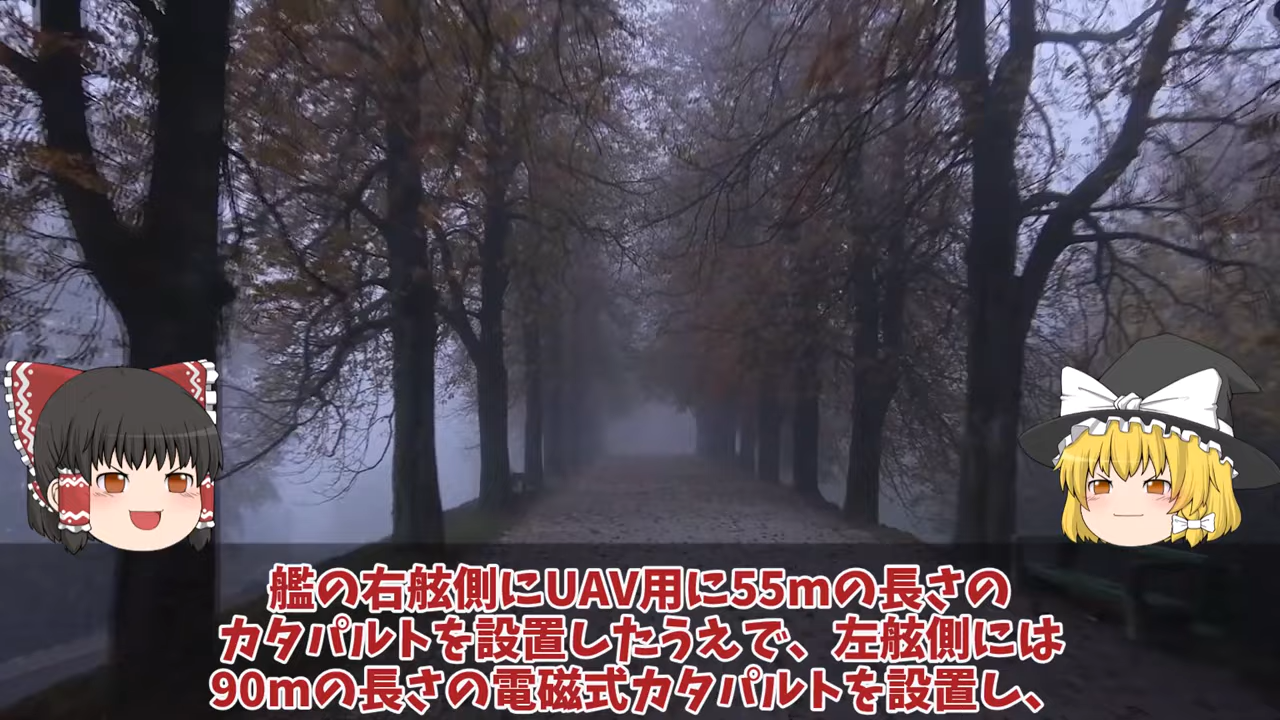 艦の右舷側にUAV用に55mの長さの
カタパルトを設置したうえで、左舷側には
90mの長さの電磁式カタパルトを設置し、